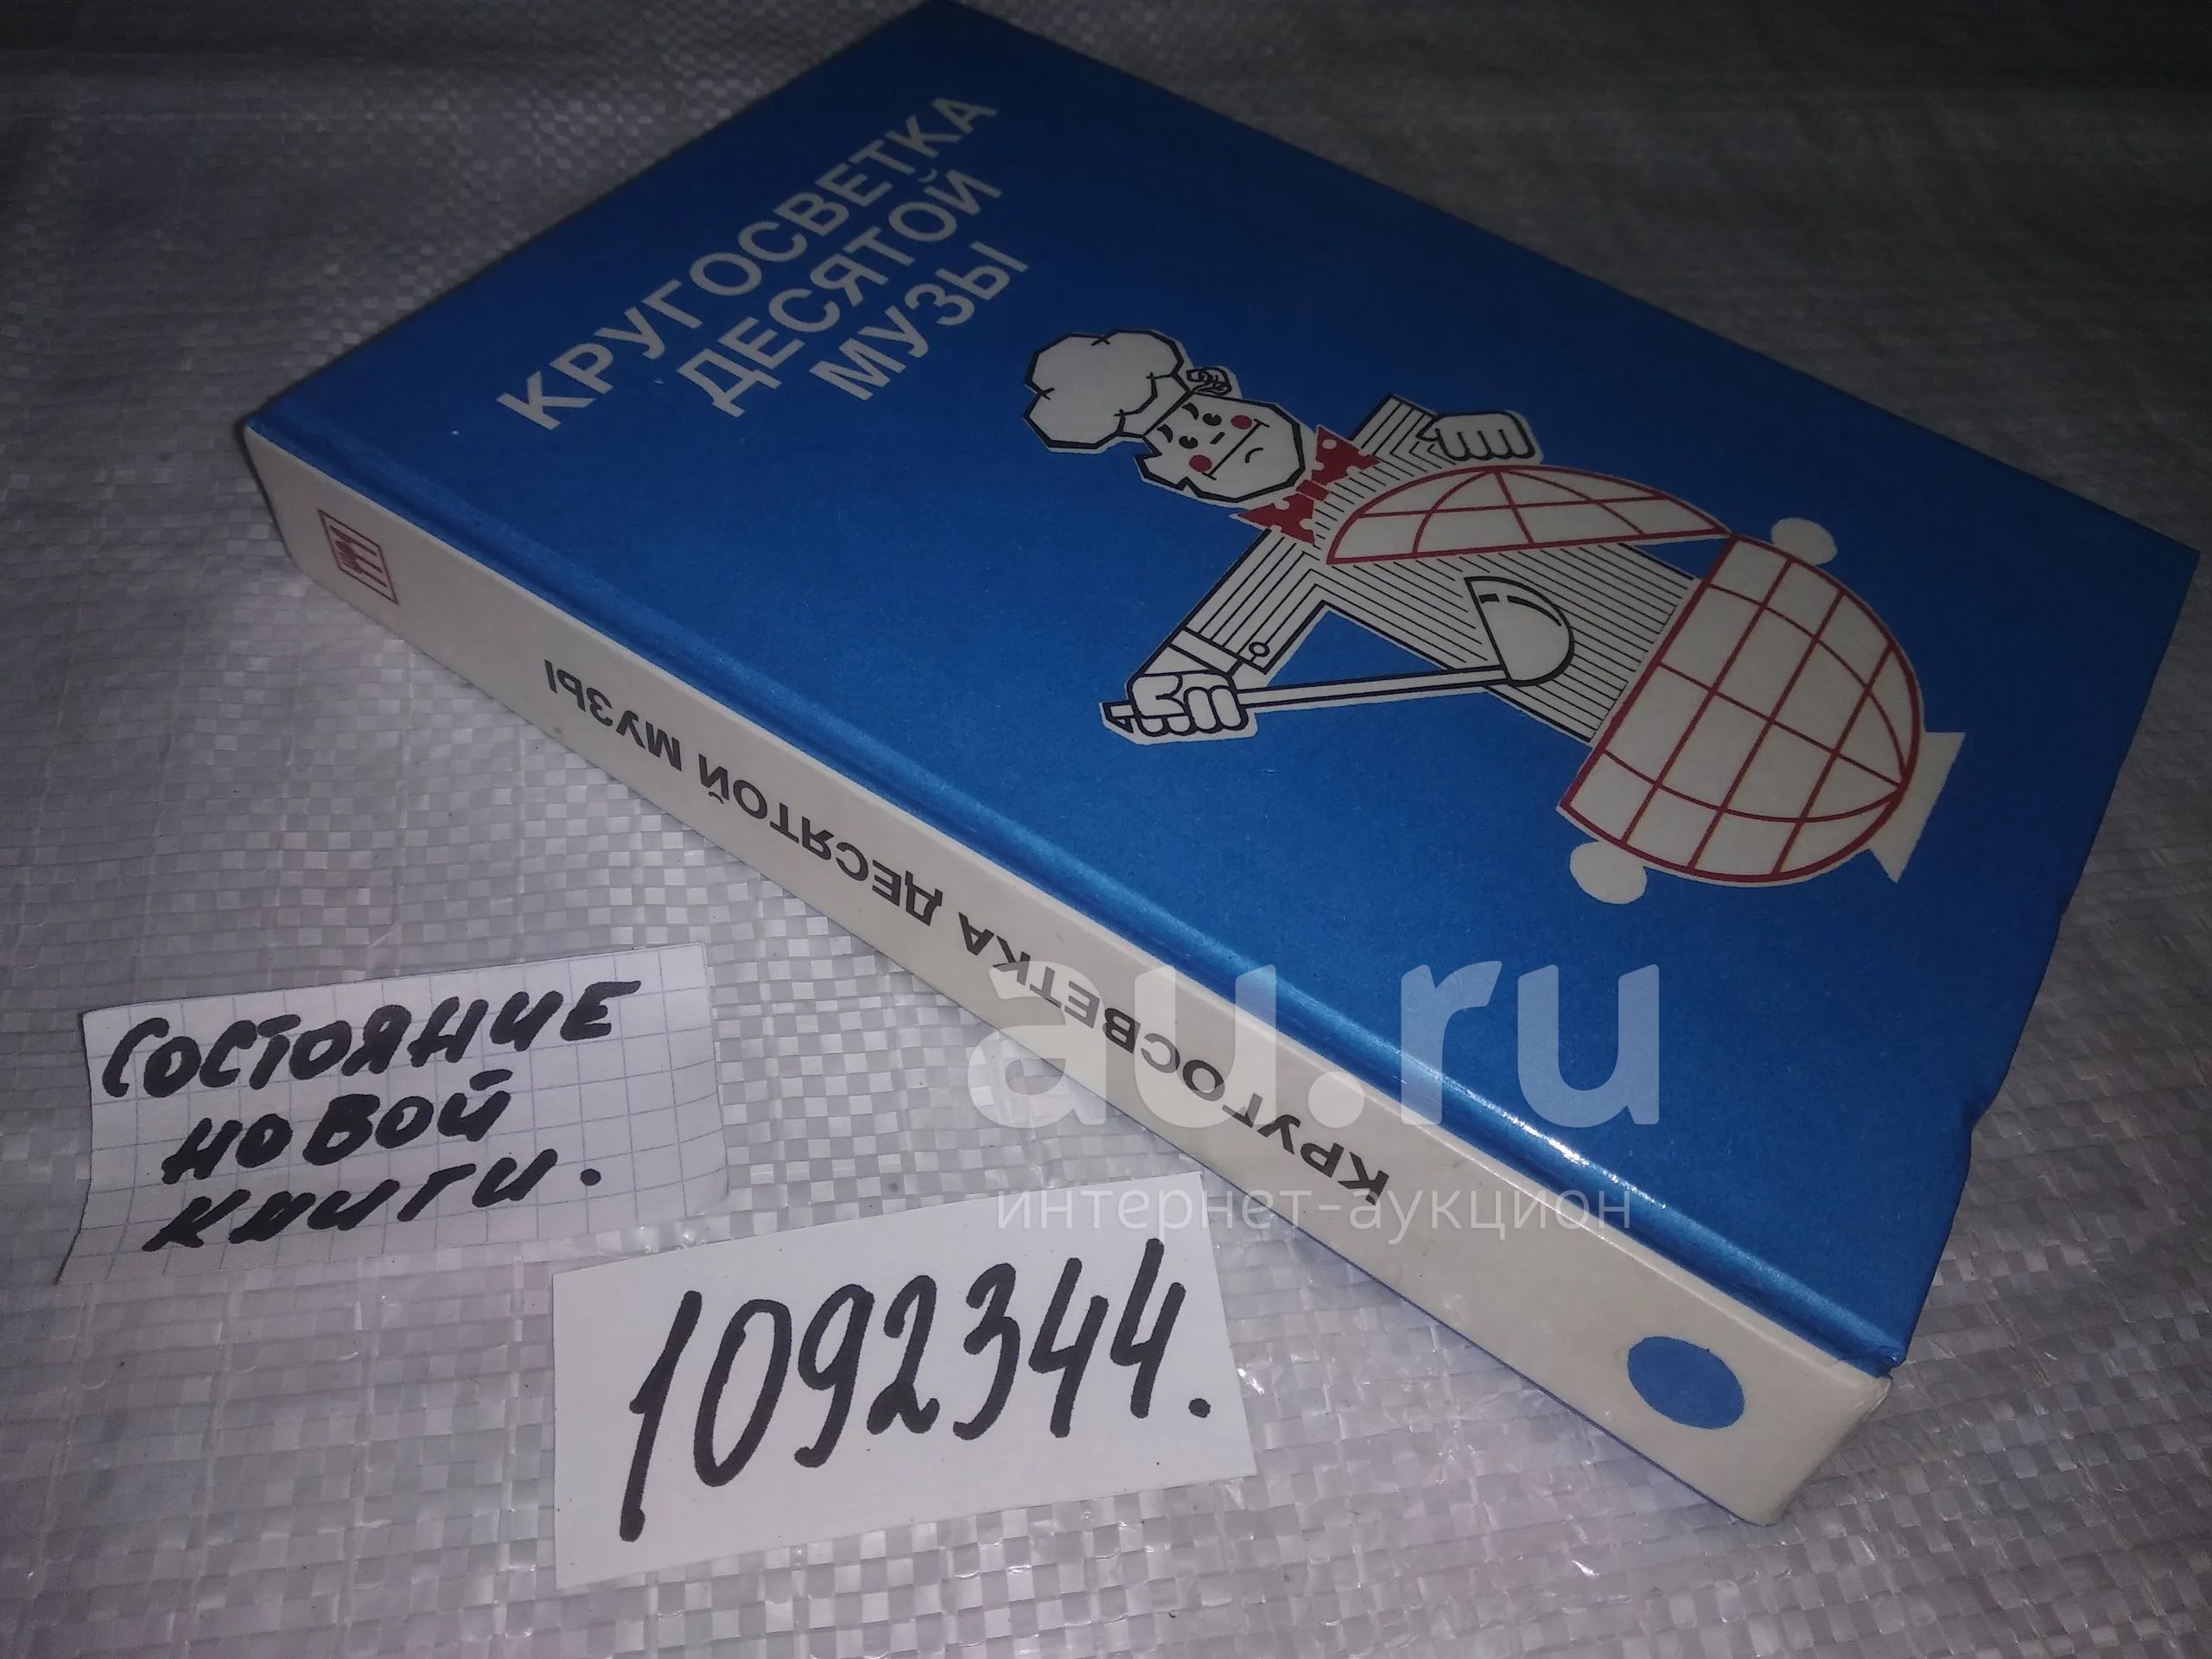 КРУГОСВЕТКА
ДЕСЯТОЙ
МУЗЫ
КРУГОСВЕТКА ДЕСЯТОЙ МУЗЫ
au.ru
интернет-аукцион
СОСТОЯНИЕ
НОВОЙ
КНИГИ.
1092344.